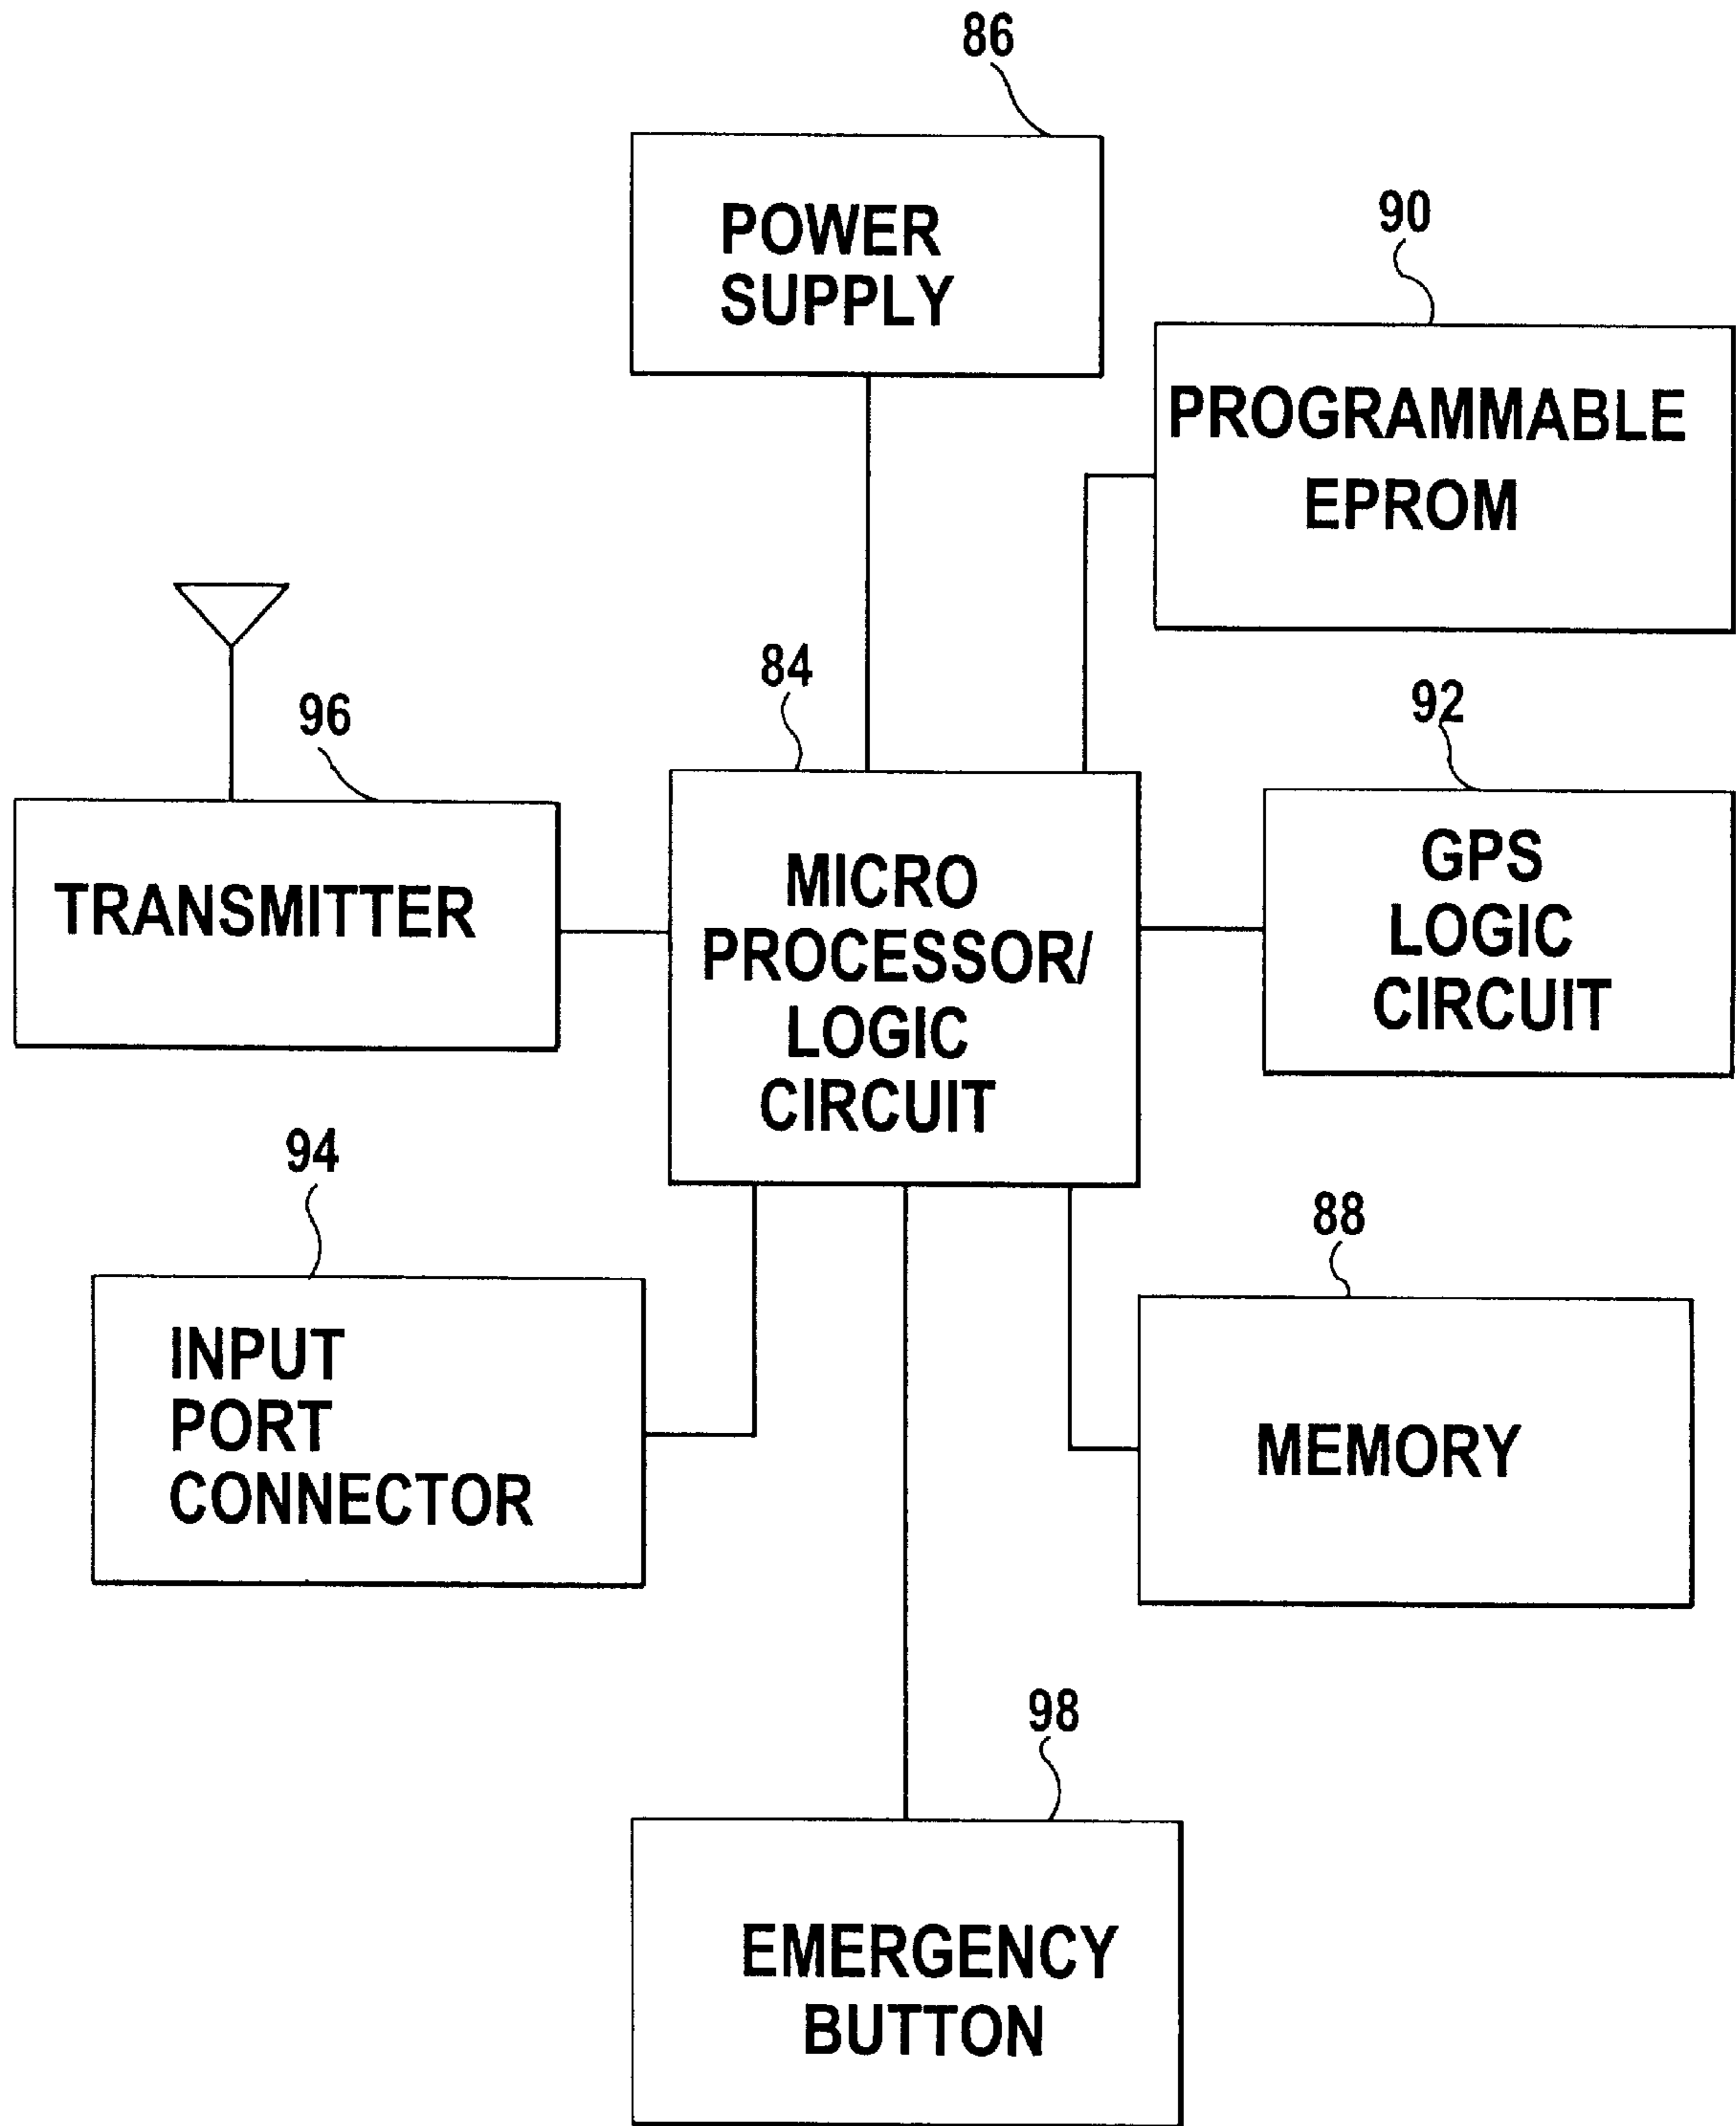 86
POWER
SUPPLY
90
PROGRAMMABLE
EPROM
84
96
92
TRANSMITTER
MICRO
PROCESSOR/
LOGIC
CIRCUIT
GPS
LOGIC
CIRCUIT
94
INPUT
PORT
CONNECTOR
88
MEMORY
98
EMERGENCY
BUTTON